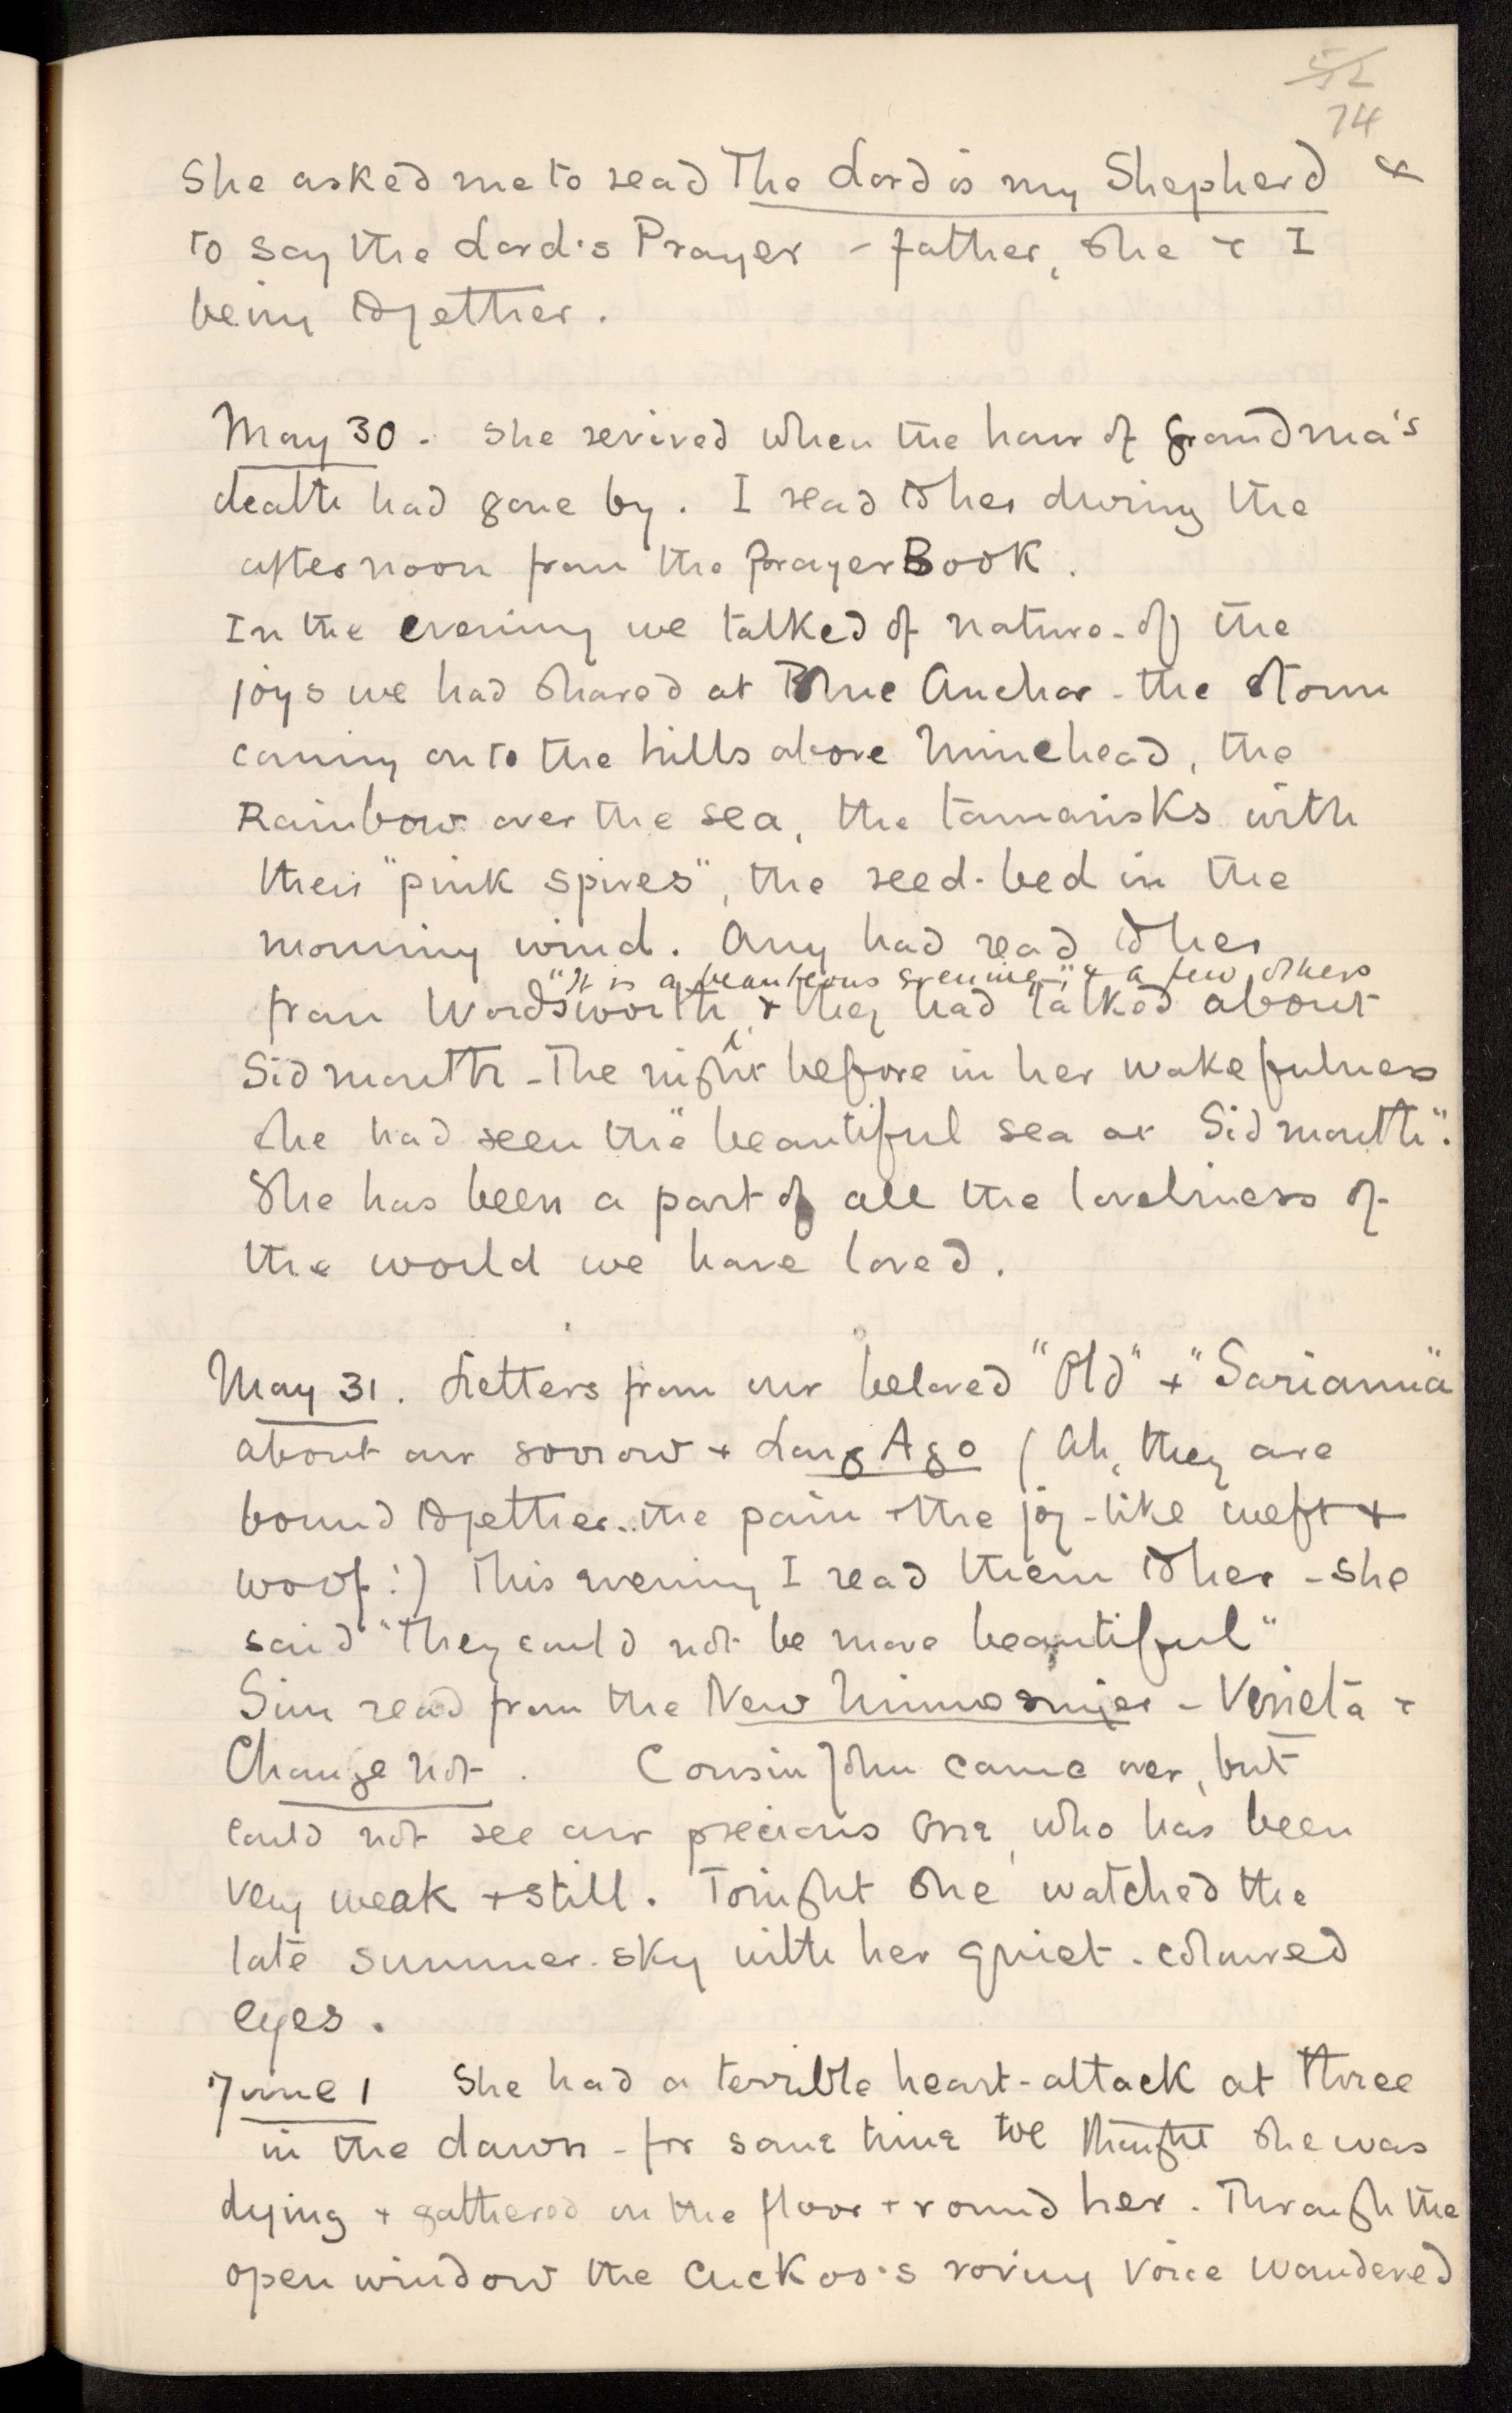 52
74
She asked me to read The Lord is my Shepherd &
to say the Lord's Prayer - father, she & I
being together.
May 30. She revived when the hour of Grandma's
death had gone by. I read to her during the
afternoon from the Prayer Book.
In the evening we talked of nature - of the
joys we had shared at Blue Anchor - the storm
coming on to the hills above Minehead, the
Rainbow over the sea, the tamarisks with
their "pink spires", the seed-bed in the
morning wind. Amy had read to her
"It is a beauteous evening," & a few others
from Wordsworth & they had talked about
Sidmouth - The night before in her wakefulness
she had seen the "beautiful sea at Sidmouth".
She has been a part of all the loveliness of
the world we have loved.
May 31. Letters from our beloved "Old" & "Sarianna"
about our sorrow & Long Ago (Ah, they are
bound together.. the pain & the joy - like weft &
woof!) This evening I read them to her - she
said "They could not be more beautiful"
Sim read from the New Minnesinger - Veneta &
Change not. Cousin John came over, but
could not see our precious One, who has been
very weak & still. Tonight She watched the
late summer-sky with her quiet-coloured
eyes.
June 1 She had a terrible heart-attack at three
in the dawn - for some time we thought She was
dying & gathered on the floor & round her. Through the
open window the Cuckoo's roving voice wandered